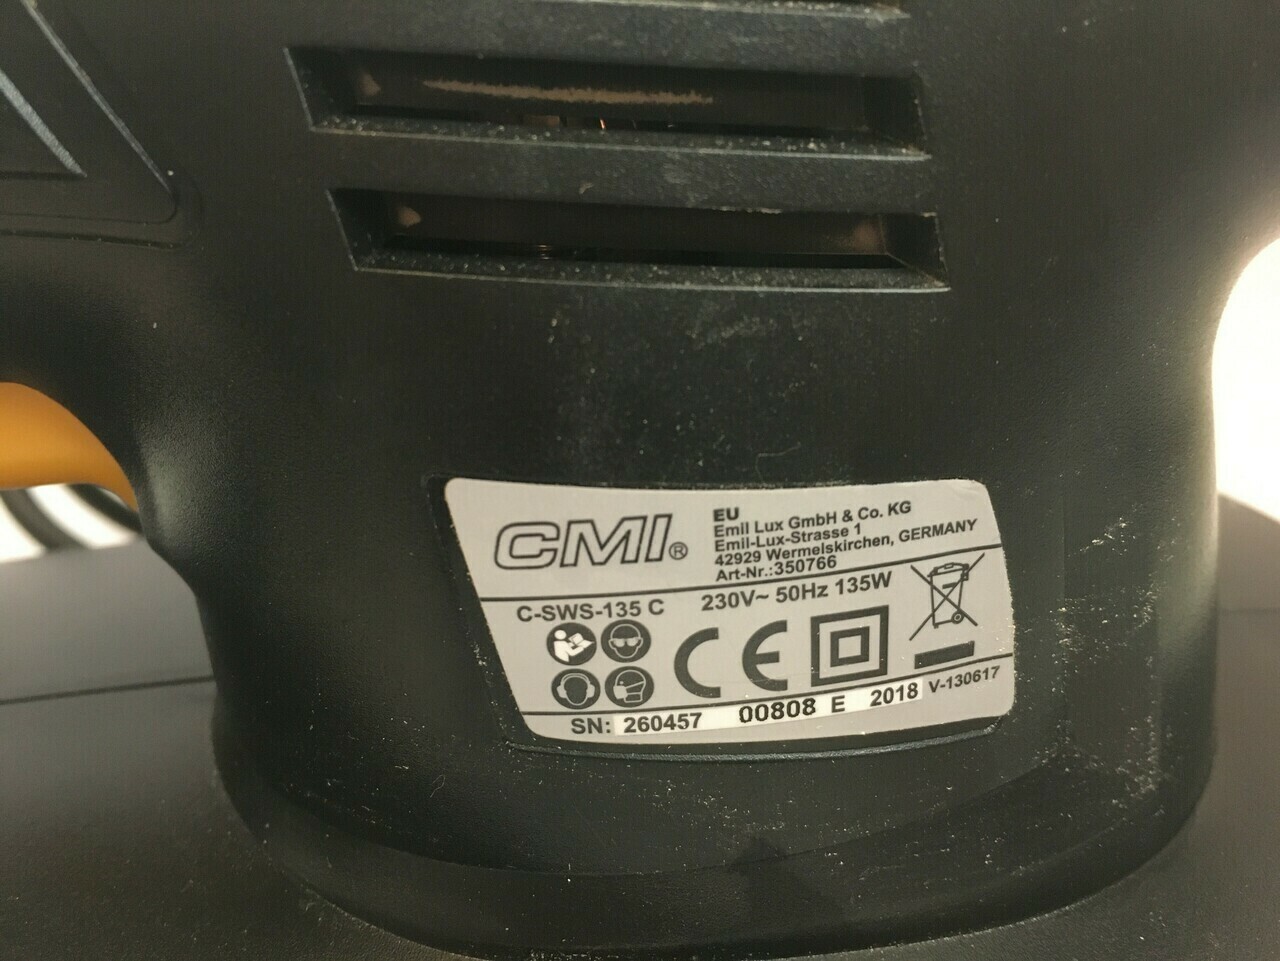 CMI®
EU
Emil Lux GmbH & Co. KG
Emil-Lux-Strasse 1
42929 Wermelskirchen, GERMANY
Art-Nr.:350766
C-SWS-135 C 230V~ 50Hz 135W
CE
SN: 260457 00808 E 2018 V-130617